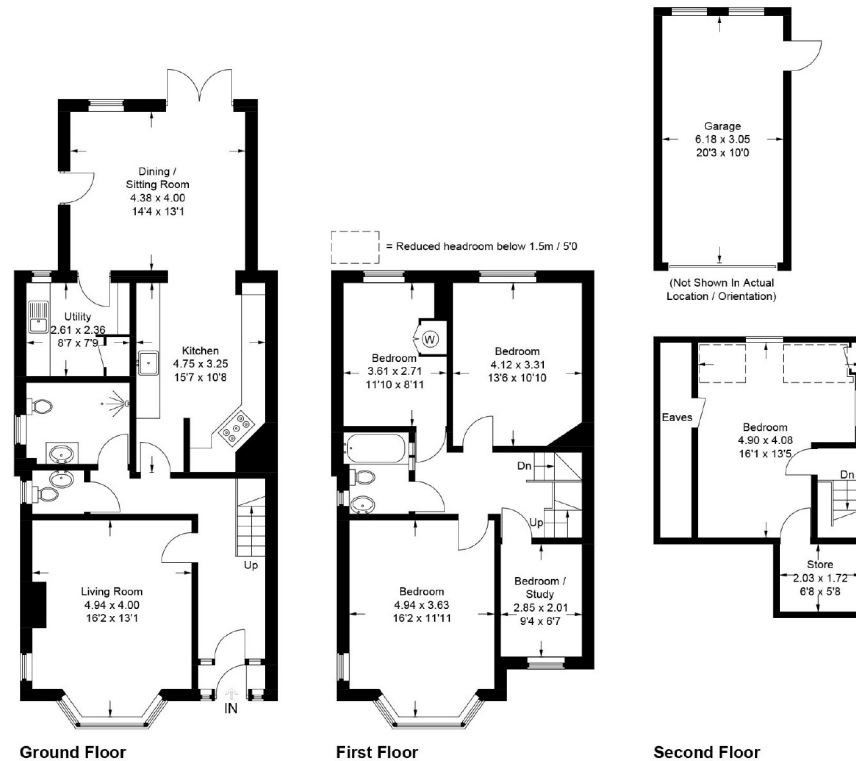 Garage
6.18 x 3.05
20'3 x 10'0
(Not Shown In Actual
Location / Orientation)
Dining /
Sitting Room
4.38 x 4.00
14'4 x 13'1
= Reduced headroom below 1.5m / 5'0
Utility
2.61 x 2.36
8'7 x 7'9
Kitchen
4.75 x 3.25
15'7 x 10'8
Living Room
4.94 x 4.00
16'2 x 13'1
Up
IN
Ground Floor
W
Bedroom
3.61 x 2.71
11'10 x 8'11
Bedroom
4.12 x 3.31
13'6 x 10'10
Dn
Up
Bedroom
4.94 x 3.63
16'2 x 11'11
Bedroom /
Study
2.85 x 2.01
9'4 x 6'7
First Floor
Eaves
Bedroom
4.90 x 4.08
16'1 x 13'5
Dn
Store
2.03 x 1.72
6'8 x 5'8
Second Floor